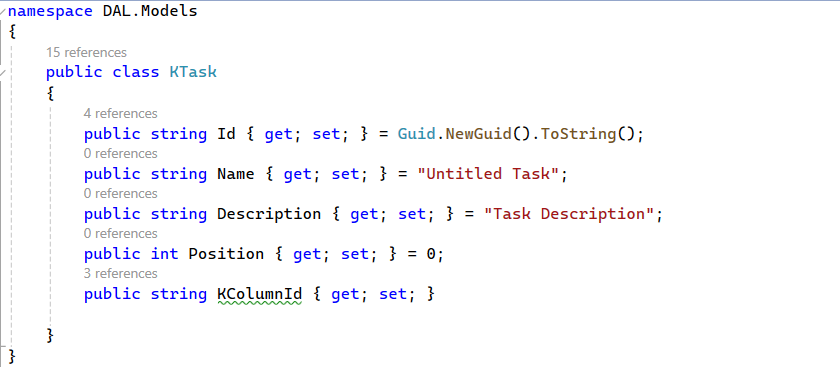 namespace DAL.Models
{
15 references
public class KTask
{
4 references
public string Id { get; set; } = Guid.NewGuid().ToString();
0 references
public string Name { get; set; } = "Untitled Task";
0 references
public string Description { get; set; } = "Task Description";
0 references
public int Position { get; set; } = 0;
3 references
public string KColumnId { get; set; }
}
}